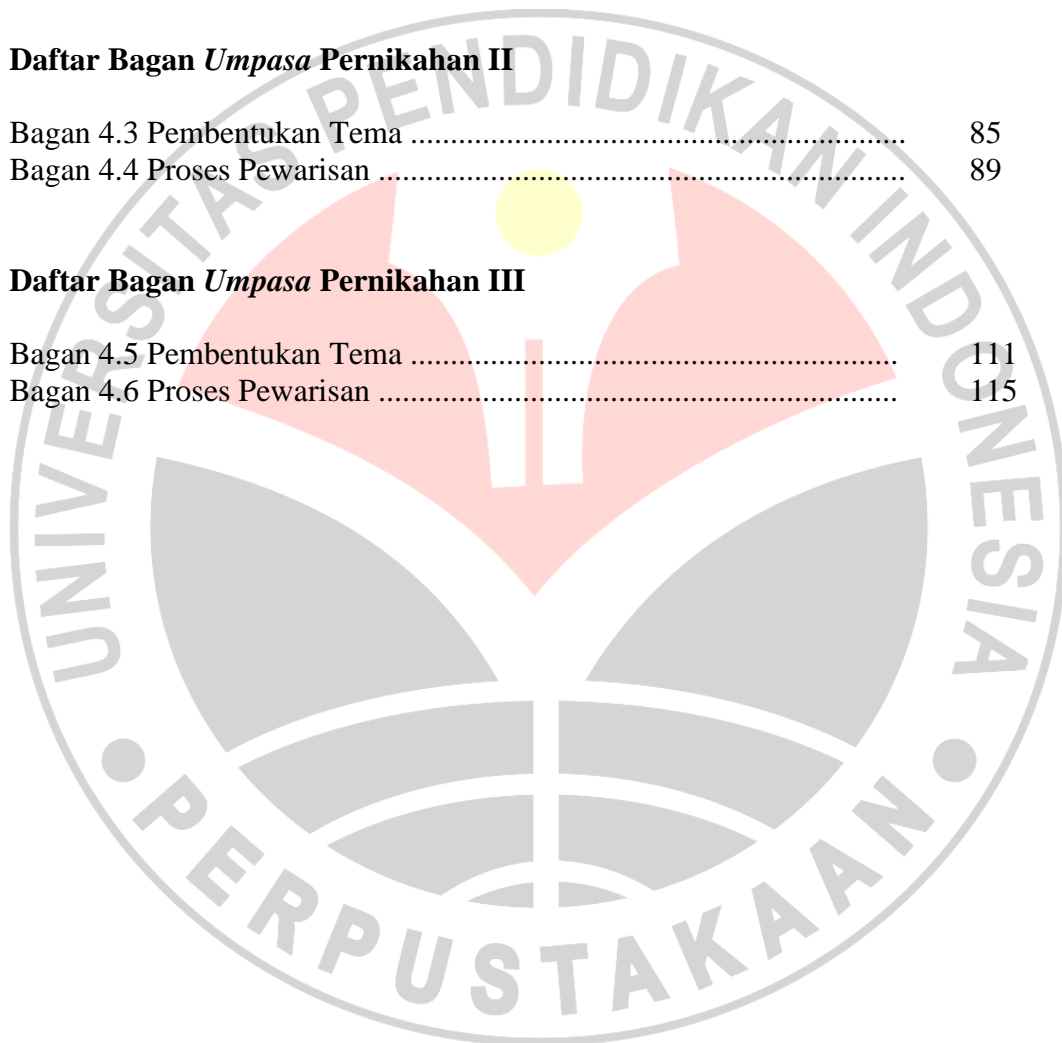 Daftar Bagan Umpasa Pernikahan II
Bagan 4.3 Pembentukan Tema ............................................................... 85
Bagan 4.4 Proses Pewarisan ................................................................... 89
Daftar Bagan Umpasa Pernikahan III
Bagan 4.5 Pembentukan Tema .............................................................. 111
Bagan 4.6 Proses Pewarisan .................................................................. 115
UNIVERSITAS PENDIDIKAN INDONESIA
PERPUSTAKAAN